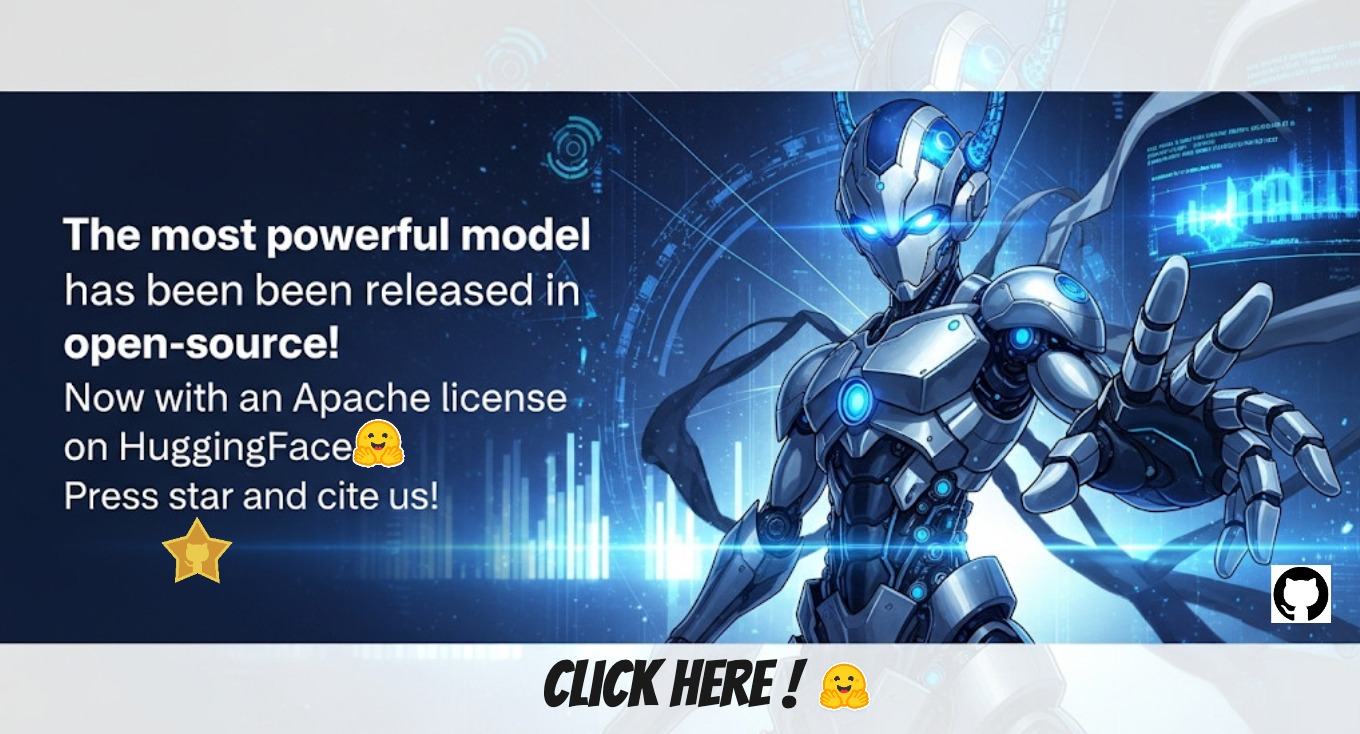 The most powerful model
has been been released in
open-source!
Now with an Apache license
on HuggingFace🤗
Press star and cite us!
CLICK HERE ! 🤗